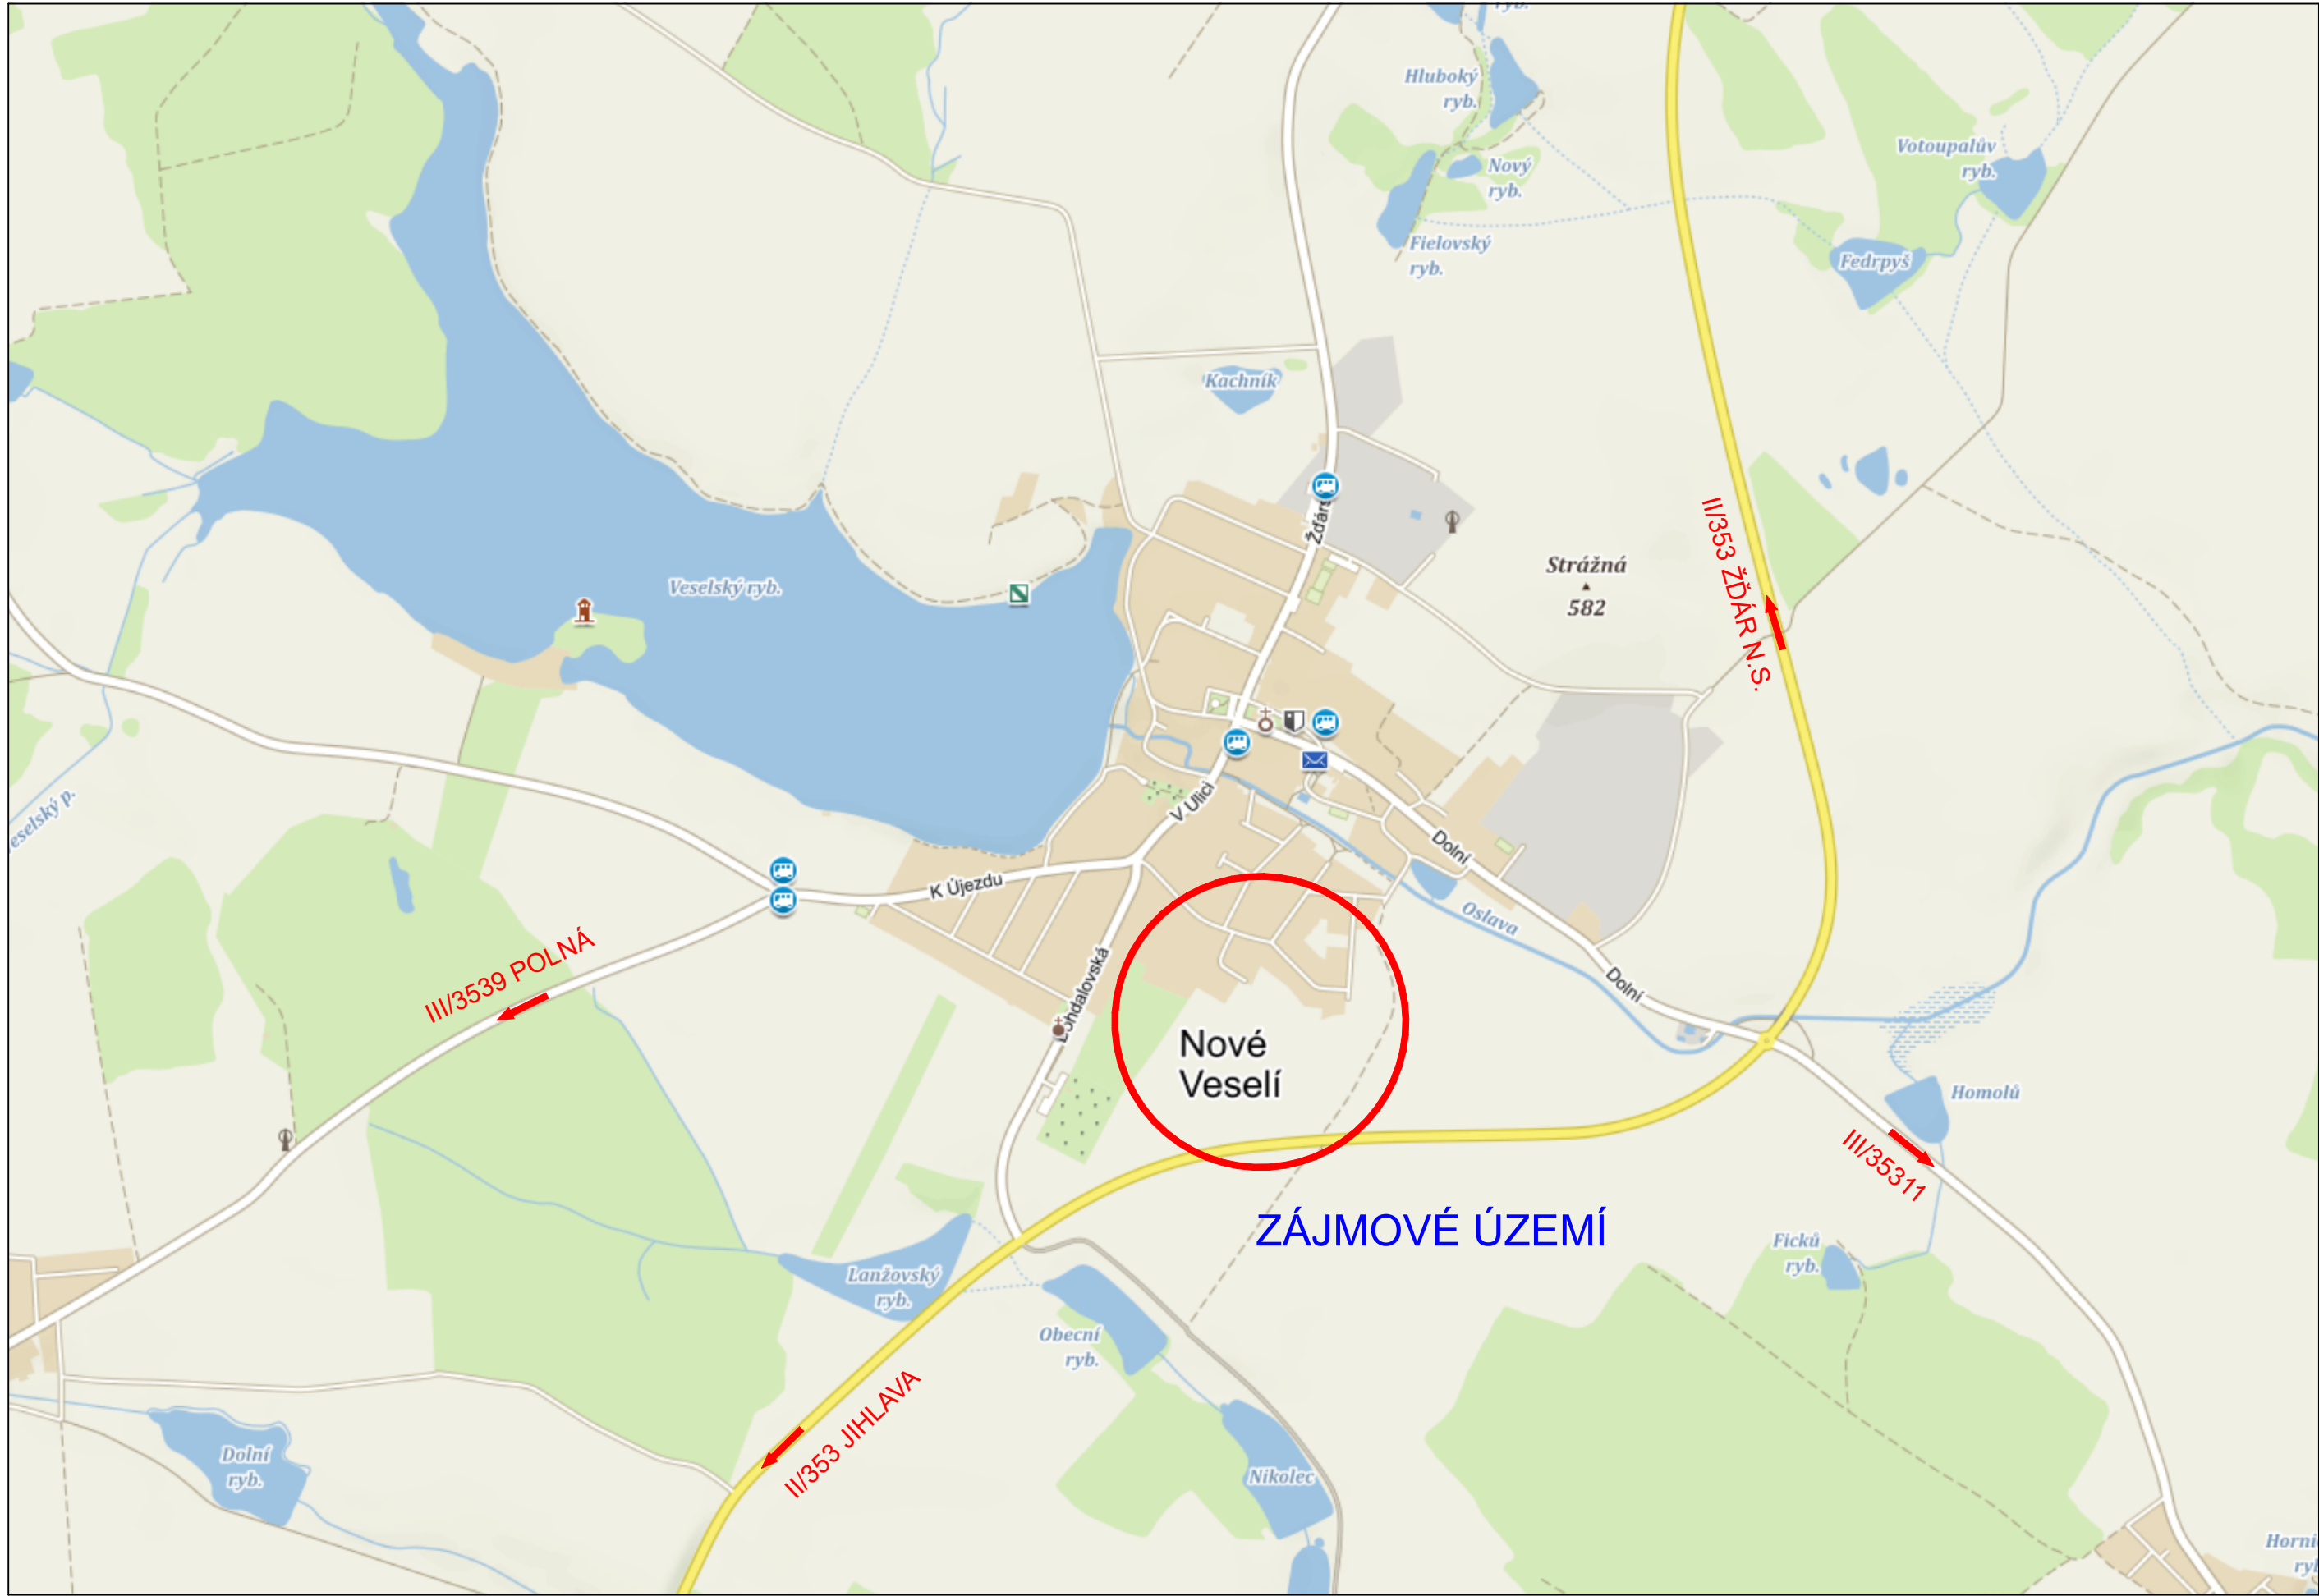 Hluboký
ryb.
Nový
ryb.
Fielovský
ryb.
Votoupalův
ryb.
Fedrpyš
Kachník
Strážná
582
II/353 ŽĎÁR N.S.
Veselský ryb.
V Ulici
Dolní
K Újezdu
Oslava
Dolní
III/3539 POLNÁ
Nové
Veselí
Homolů
III/35311
ZÁJMOVÉ ÚZEMÍ
Ficků
ryb.
Lanžovský
ryb.
Obecní
ryb.
II/353 JIHLAVA
Dolní
ryb.
Nikolec